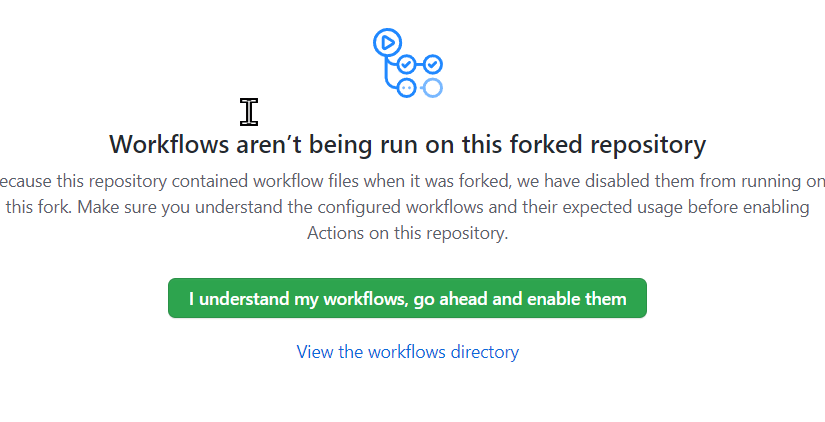 Workflows aren’t being run on this forked repository
ecause this repository contained workflow files when it was forked, we have disabled them from running on
this fork. Make sure you understand the configured workflows and their expected usage before enabling
Actions on this repository.
I understand my workflows, go ahead and enable them
View the workflows directory